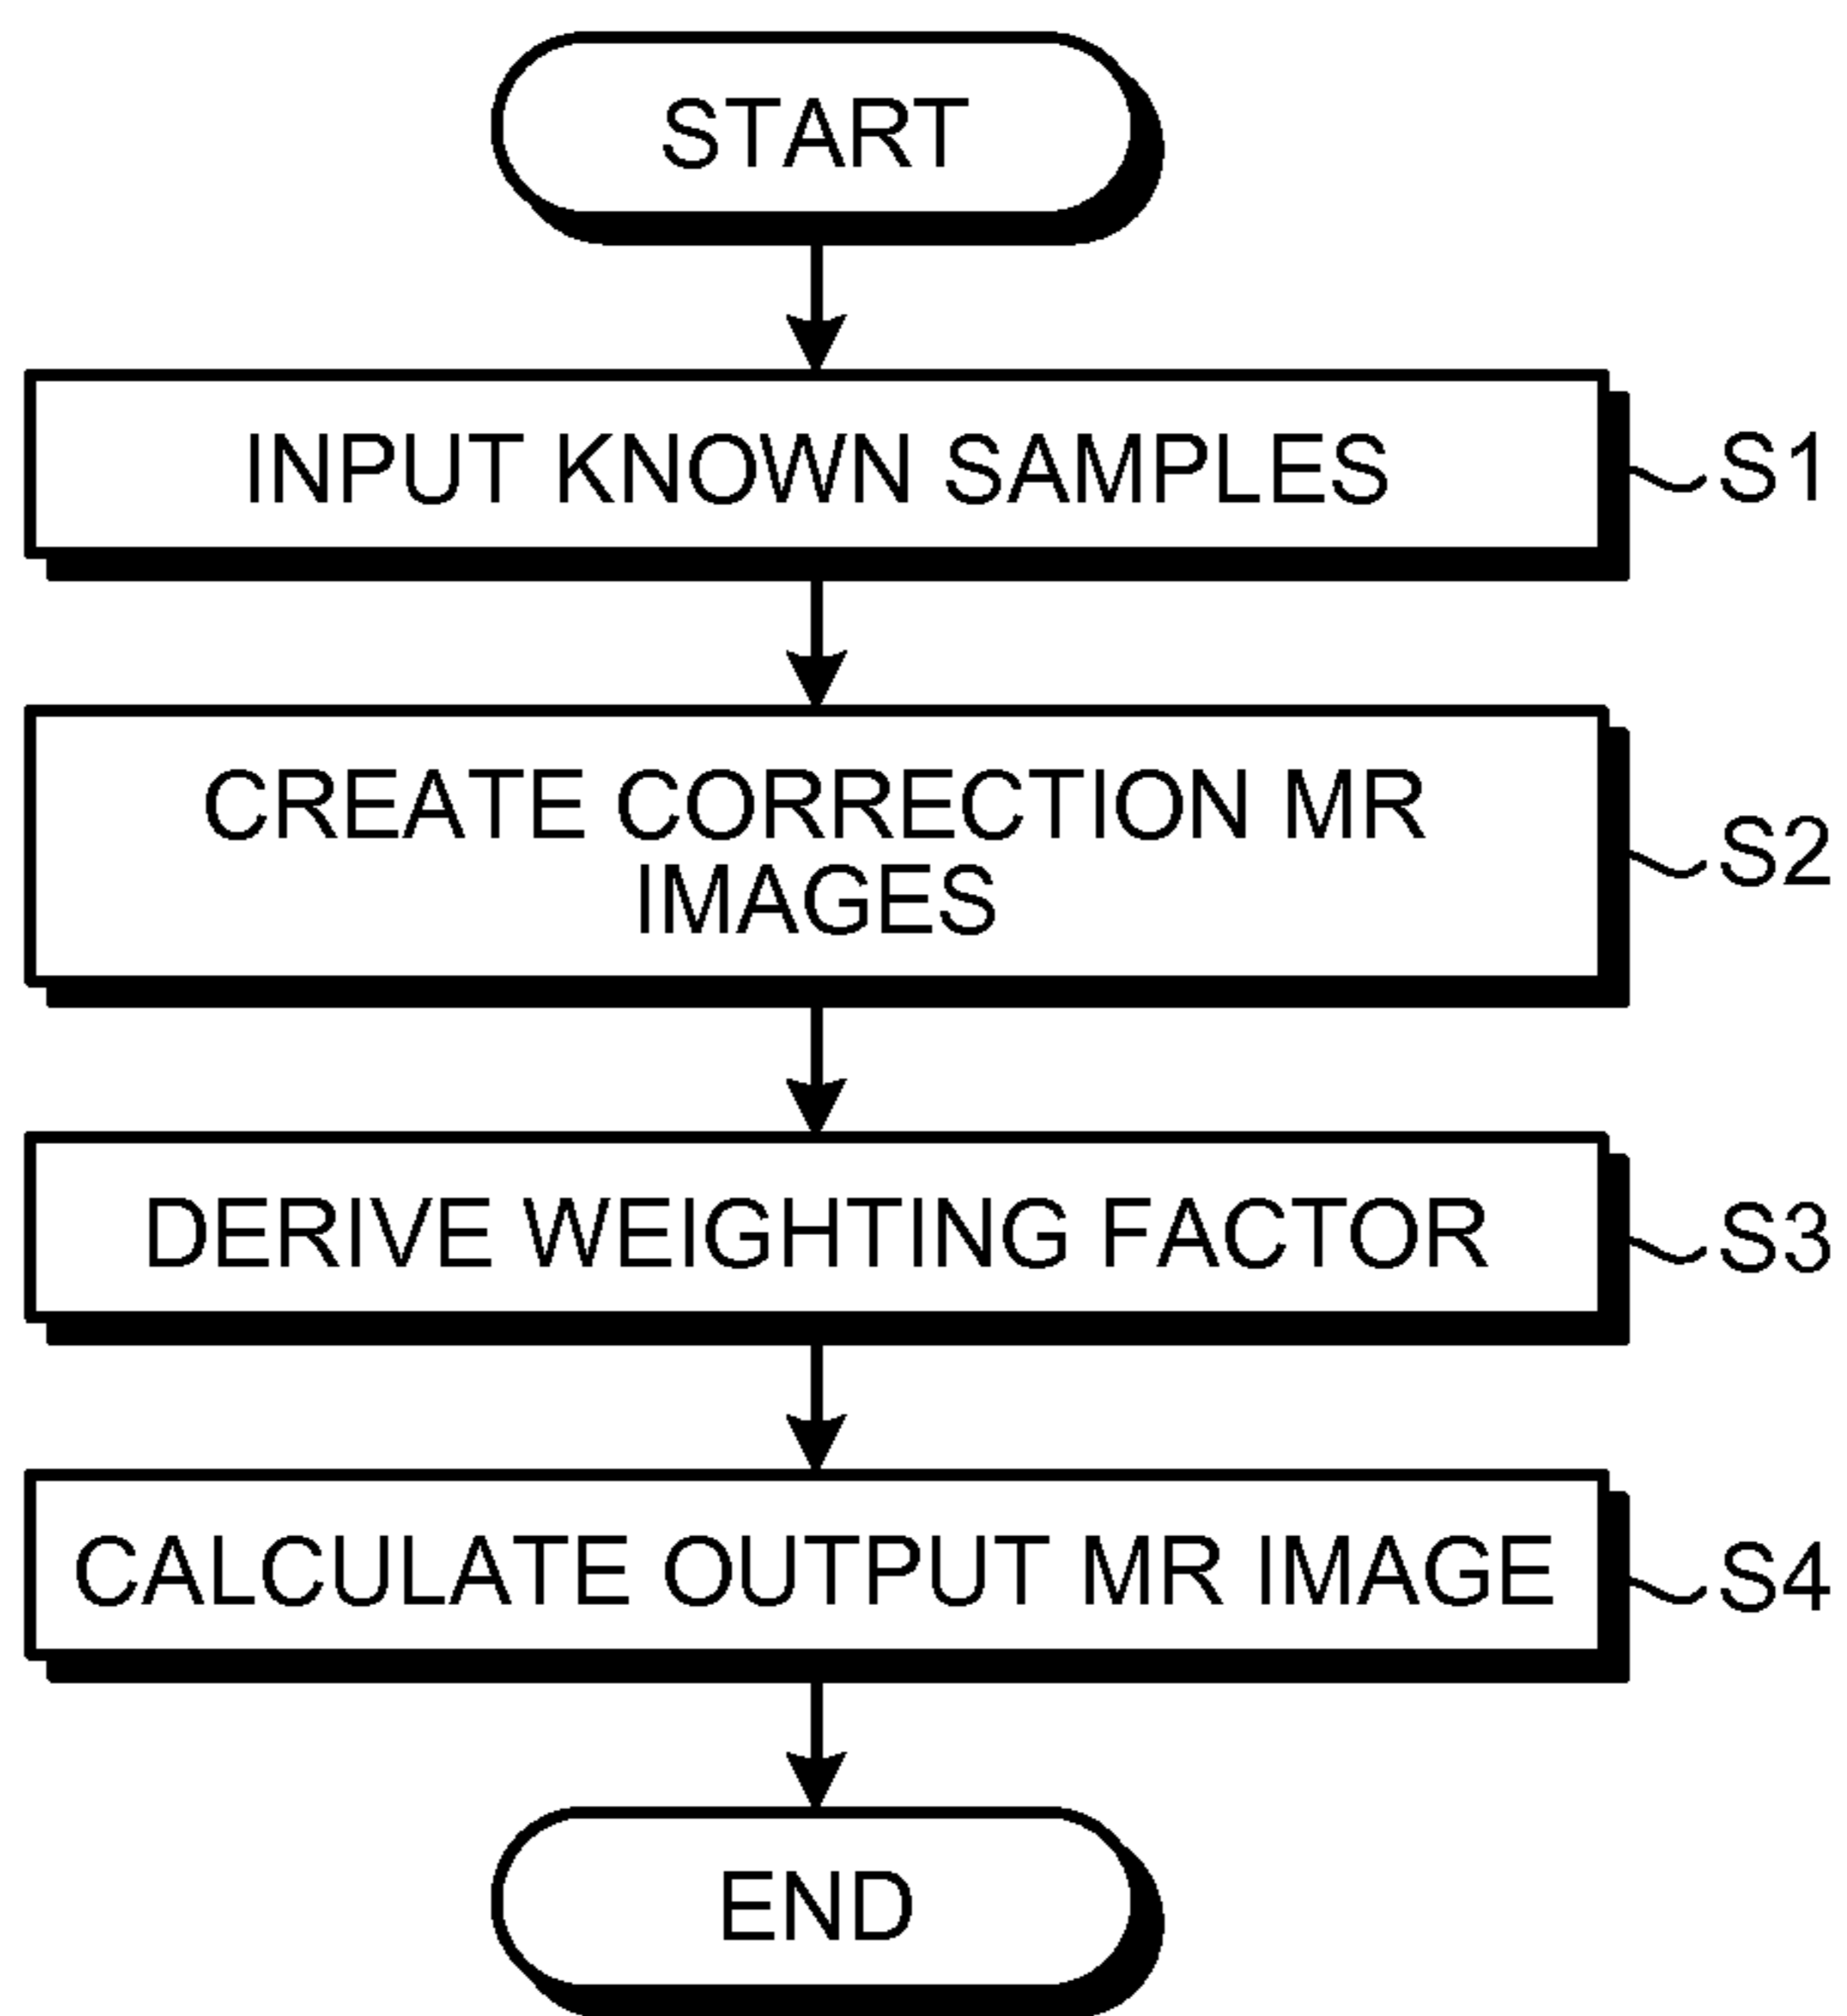 START
INPUT KNOWN SAMPLES
S1
CREATE CORRECTION MR
IMAGES
S2
DERIVE WEIGHTING FACTOR
S3
CALCULATE OUTPUT MR IMAGE
S4
END